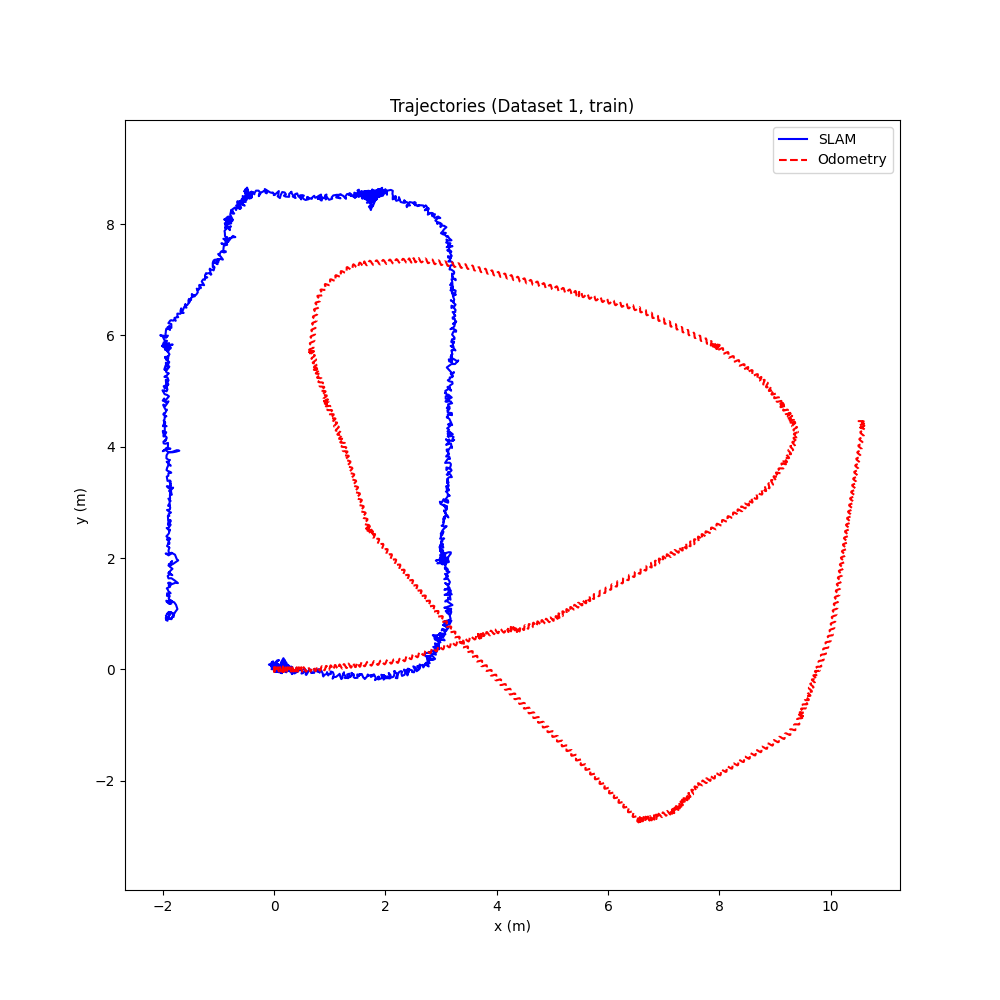 Trajectories (Dataset 1, train)
SLAM
Odometry
8
6
4
2
0
−2
y (m)
−2 0 2 4 6 8 10
x (m)